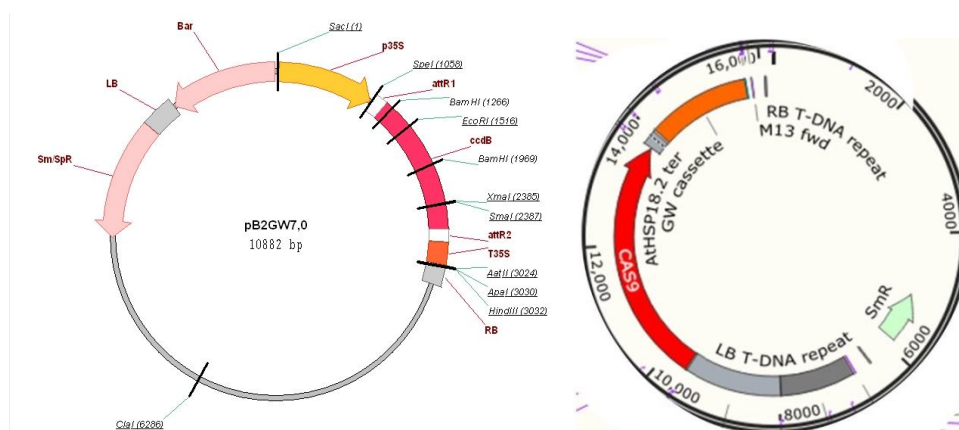 SacI (1)
Bar
p35S
SpeI (1058)
attR1
LB
BamHI (1266)
EcoRI (1516)
ccdB
Sm/SpR
BamHI (1969)
XmaI (2385)
SmaI (2387)
pB2GW7,0
10882 bp
attR2
T35S
AatII (3024)
ApaI (3030)
HindIII (3032)
RB
ClaI (6286)
16,000
2000
RB T-DNA repeat
M13 fwd
14,000
GW cassette
AtHSP18.2 ter
4000
CAS9
12,000
SmR
LB T-DNA repeat
6000
10,000
8000